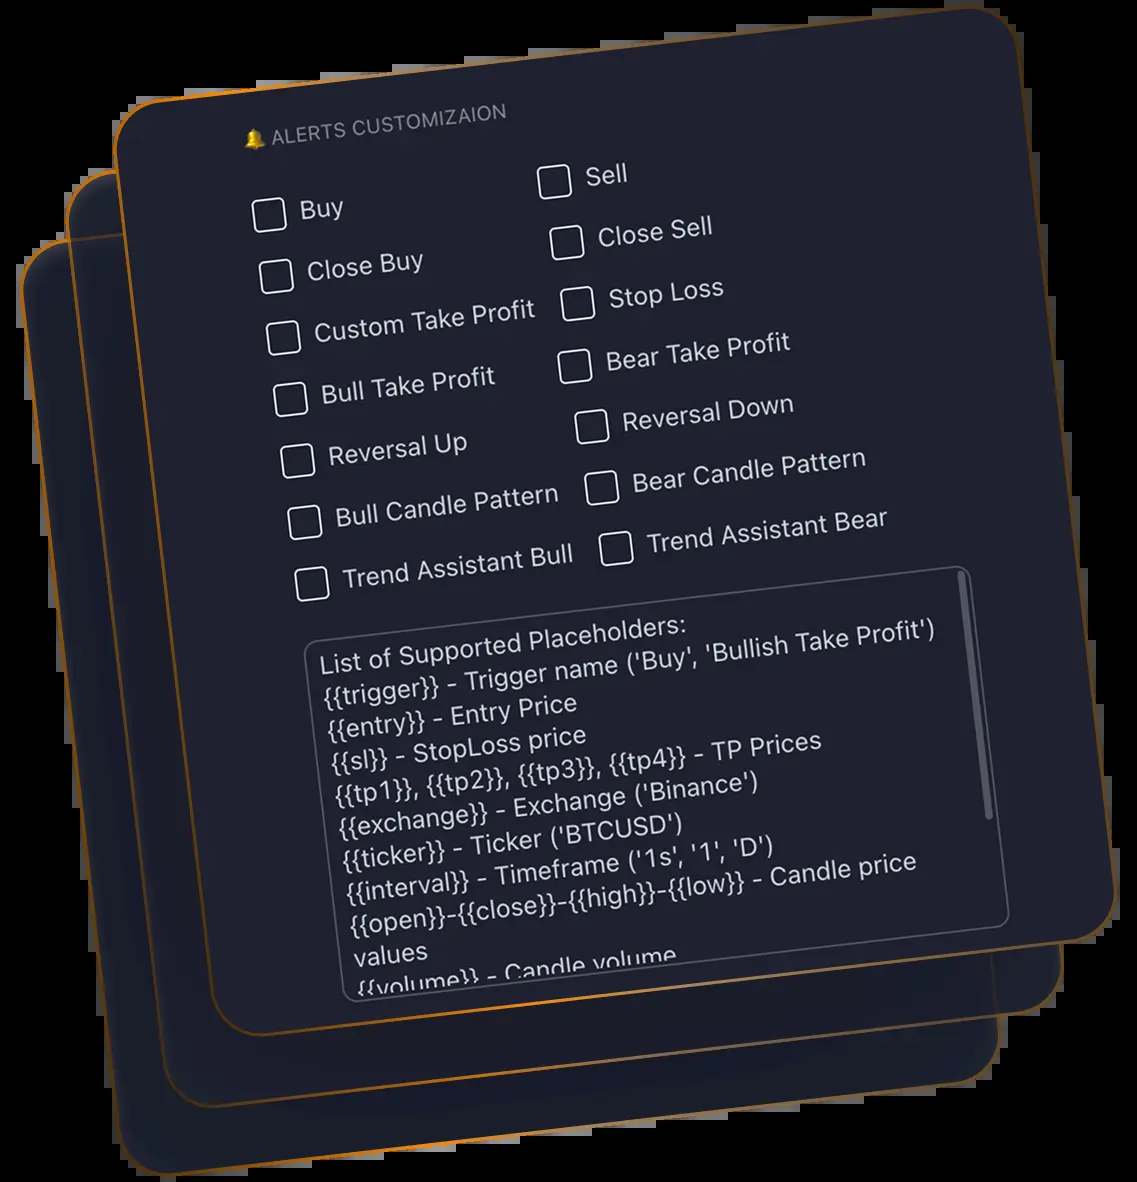 🔔 ALERTS CUSTOMIZAION
Buy
Sell
Close Buy
Close Sell
Custom Take Profit
Stop Loss
Bull Take Profit
Bear Take Profit
Reversal Up
Reversal Down
Bull Candle Pattern
Bear Candle Pattern
Trend Assistant Bull
Trend Assistant Bear
List of Supported Placeholders:
{{trigger}} - Trigger name ('Buy', 'Bullish Take Profit')
{{entry}} - Entry Price
{{sl}} - StopLoss price
{{tp1}}, {{tp2}}, {{tp3}}, {{tp4}} - TP Prices
{{exchange}} - Exchange ('Binance')
{{ticker}} - Ticker ('BTCUSD')
{{interval}} - Timeframe ('1s', '1', 'D')
{{open}}-{{close}}-{{high}}-{{low}} - Candle price
values
{{volume}} - Candle volume